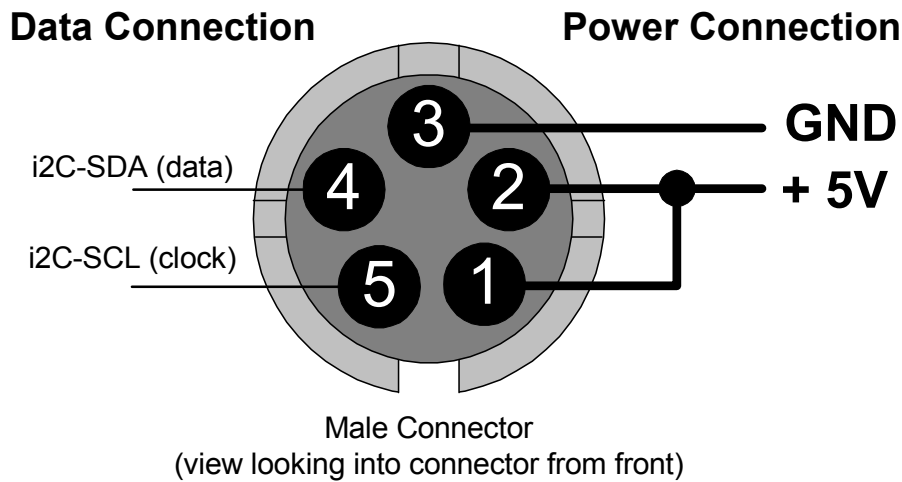 Data Connection
Power Connection
3
GND
i2C-SDA (data)
4
2
+ 5V
i2C-SCL (clock)
5
1
Male Connector
(view looking into connector from front)